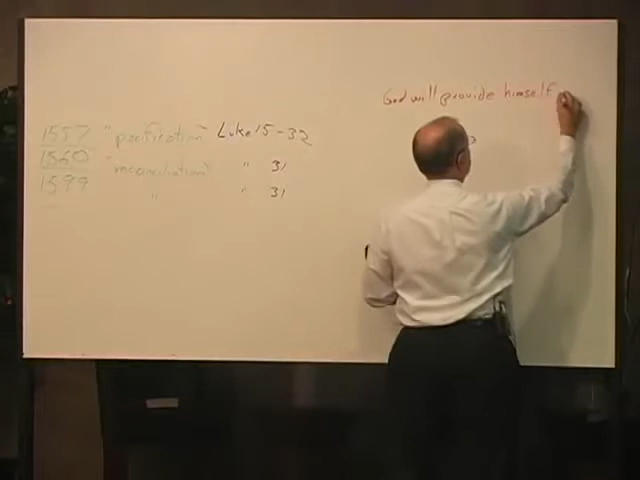 God will provide himself
1557 "pacification" Luke 15-32
1560 "reconciliation" " 31
1599 " " 31